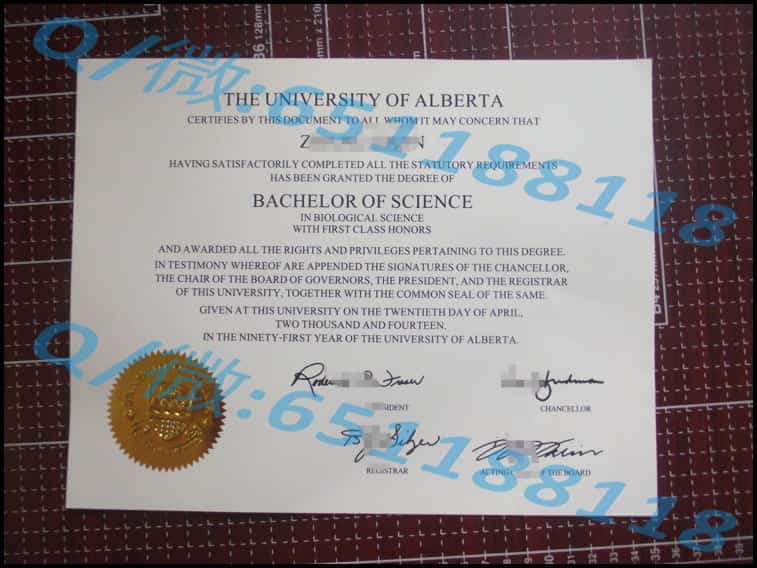 THE UNIVERSITY OF ALBERTA
CERTIFIES BY THIS DOCUMENT TO ALL WHOM IT MAY CONCERN THAT
HAVING SATISFACTORILY COMPLETED ALL THE STATUTORY REQUIREMENTS
HAS BEEN GRANTED THE DEGREE OF
BACHELOR OF SCIENCE
IN BIOLOGICAL SCIENCE
WITH FIRST CLASS HONORS
AND AWARDED ALL THE RIGHTS AND PRIVILEGES PERTAINING TO THIS DEGREE.
IN TESTIMONY WHEREOF ARE APPENDED THE SIGNATURES OF THE CHANCELLOR,
THE CHAIR OF THE BOARD OF GOVERNORS, THE PRESIDENT, AND THE REGISTRAR
OF THIS UNIVERSITY, TOGETHER WITH THE COMMON SEAL OF THE SAME.
GIVEN AT THIS UNIVERSITY ON THE TWENTIETH DAY OF APRIL,
TWO THOUSAND AND FOURTEEN.
IN THE NINETY-FIRST YEAR OF THE UNIVERSITY OF ALBERTA.
CHANCELLOR
REGISTRAR
ACTING
THE BOARD
Q/微:651188118
Q/微:651188118